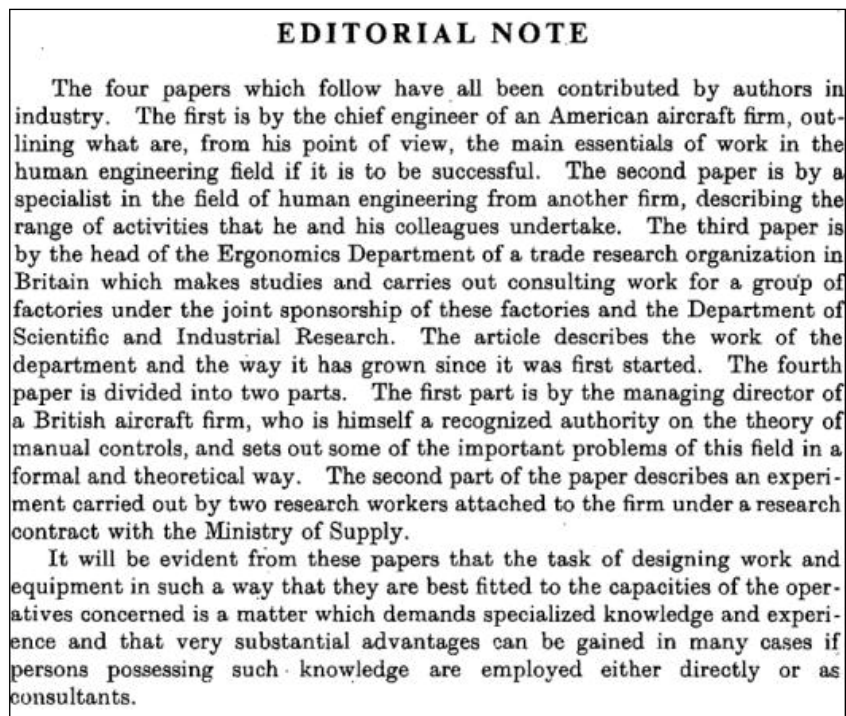 EDITORIAL NOTE
The four papers which follow have all been contributed by authors in
industry. The first is by the chief engineer of an American aircraft firm, out-
lining what are, from his point of view, the main essentials of work in the
human engineering field if it is to be successful. The second paper is by a
specialist in the field of human engineering from another firm, describing the
range of activities that he and his colleagues undertake. The third paper is
by the head of the Ergonomics Department of a trade research organization in
Britain which makes studies and carries out consulting work for a group of
factories under the joint sponsorship of these factories and the Department of
Scientific and Industrial Research. The article describes the work of the
department and the way it has grown since it was first started. The fourth
paper is divided into two parts. The first part is by the managing director of
a British aircraft firm, who is himself a recognized authority on the theory of
manual controls, and sets out some of the important problems of this field in a
formal and theoretical way. The second part of the paper describes an experi-
ment carried out by two research workers attached to the firm under a research
contract with the Ministry of Supply.
It will be evident from these papers that the task of designing work and
equipment in such a way that they are best fitted to the capacities of the oper-
atives concerned is a matter which demands specialized knowledge and experi-
ence and that very substantial advantages can be gained in many cases if
persons possessing such knowledge are employed either directly or as
consultants.